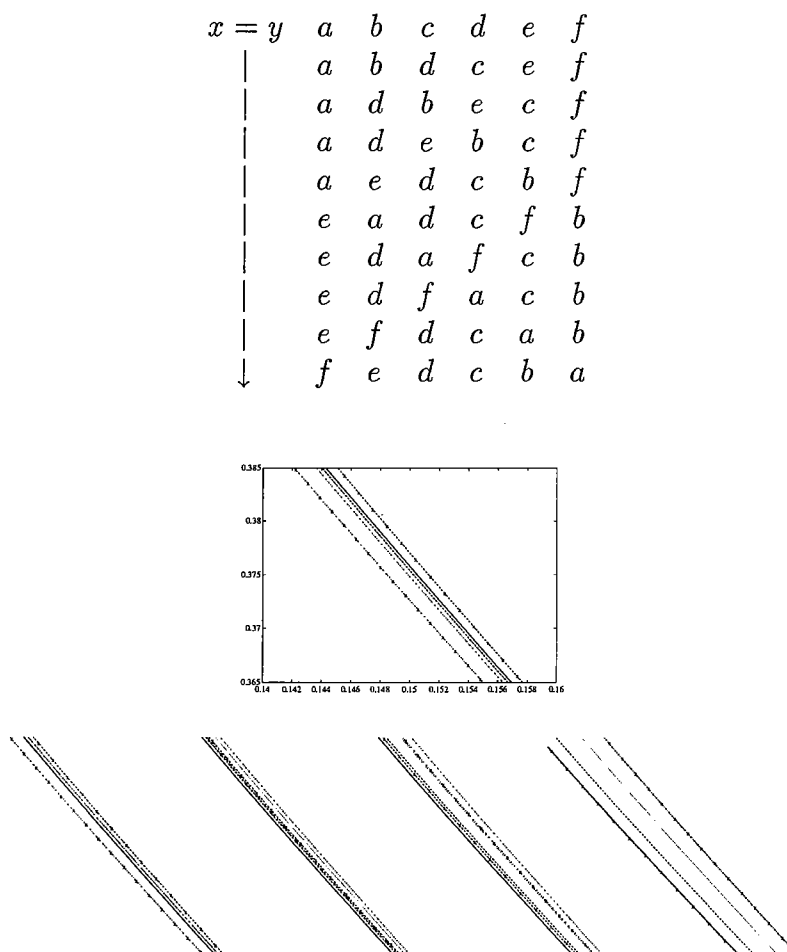 x = y a b c d e f
a b d c e f
a d b e c f
a d e b c f
a e d c b f
e a d c f b
e d a f c b
e d f a c b
e f d c a b
f e d c b a
0.385
0.38
0.375
0.37
0.365
0.14 0.142 0.144 0.146 0.148 0.15 0.152 0.154 0.156 0.158 0.16